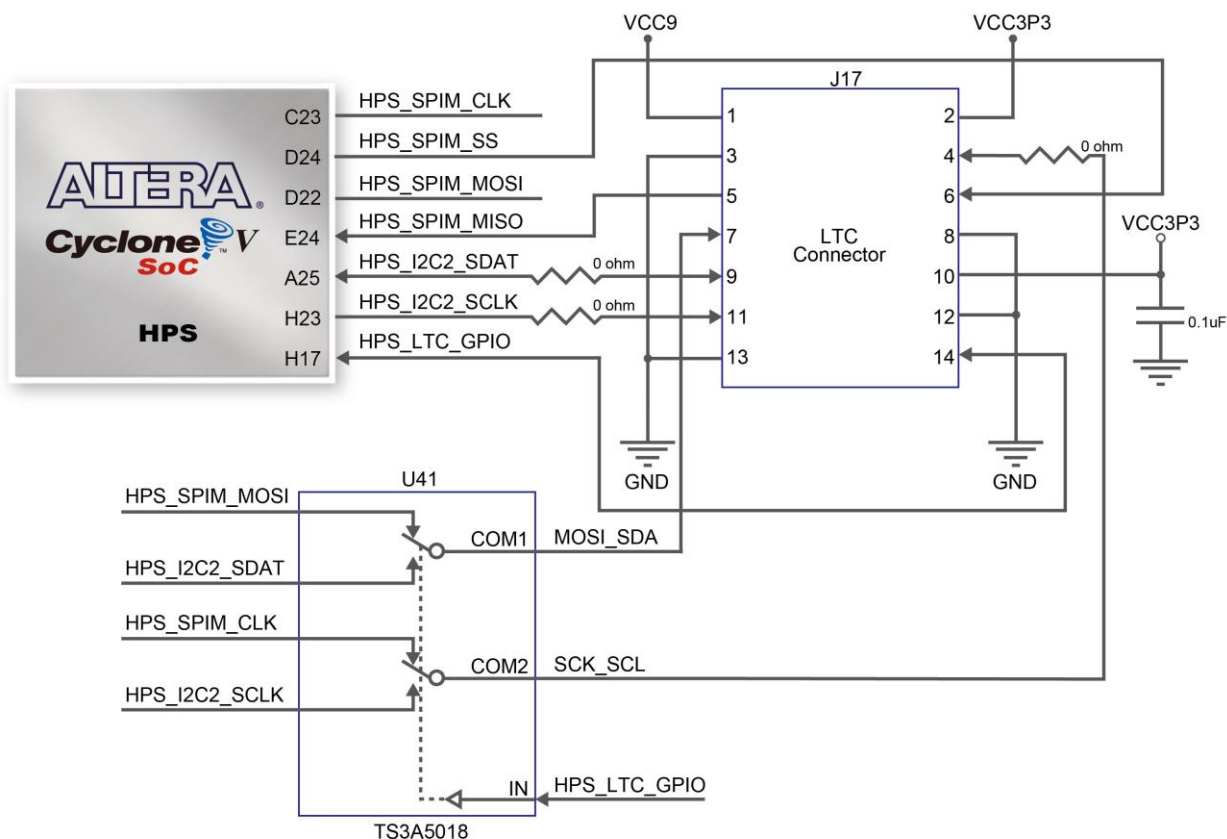 VCC9
VCC3P3
J17
C23 HPS_SPIM_CLK
D24 HPS_SPIM_SS
D22 HPS_SPIM_MOSI
E24 HPS_SPIM_MISO
A25 HPS_I2C2_SDAT 0 ohm
H23 HPS_I2C2_SCLK 0 ohm
H17 HPS_LTC_GPIO
ALTERA®
Cyclone™ V
SoC
HPS
1 2
3 4 0 ohm
5 6
7 8
9 10
11 12
13 14
LTC
Connector
VCC3P3
0.1uF
GND
GND
U41
HPS_SPIM_MOSI
COM1 MOSI_SDA
HPS_I2C2_SDAT
HPS_SPIM_CLK
COM2 SCK_SCL
HPS_I2C2_SCLK
IN HPS_LTC_GPIO
TS3A5018